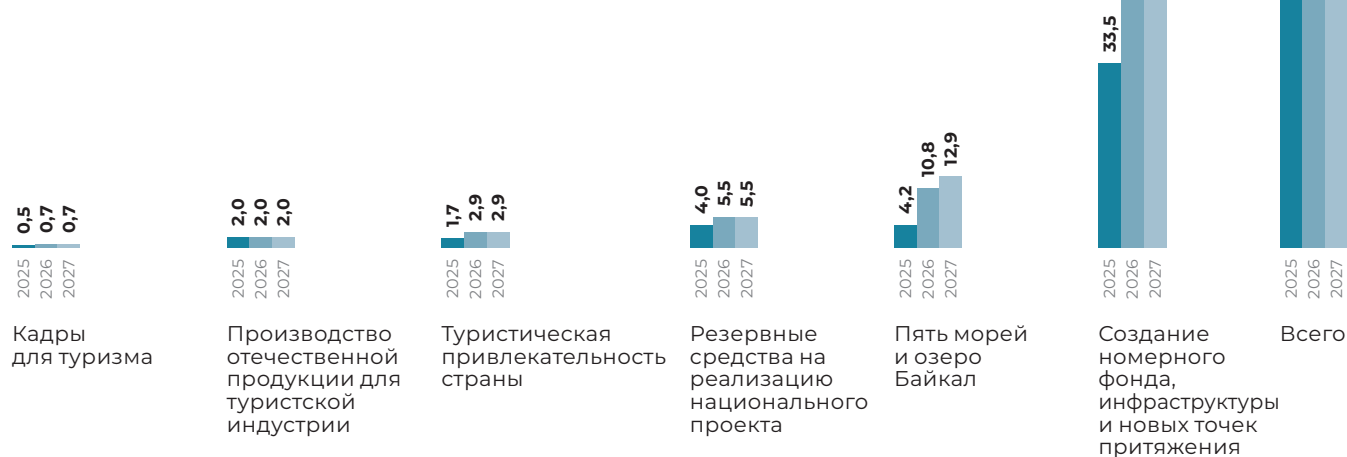 33,5
0,5 0,7 0,7
2,0 2,0 2,0
1,7 2,9 2,9
4,0 5,5 5,5
4,2 10,8 12,9
2025 2026 2027
2025 2026 2027
2025 2026 2027
2025 2026 2027
2025 2026 2027
2025 2026 2027
2025 2026 2027
Кадры
для туризма
Производство
отечественной
продукции для
туристской
индустрии
Туристическая
привлекательность
страны
Резервные
средства на
реализацию
национального
проекта
Пять морей
и озеро
Байкал
Создание
номерного
фонда,
инфраструктуры
и новых точек
притяжения
Всего